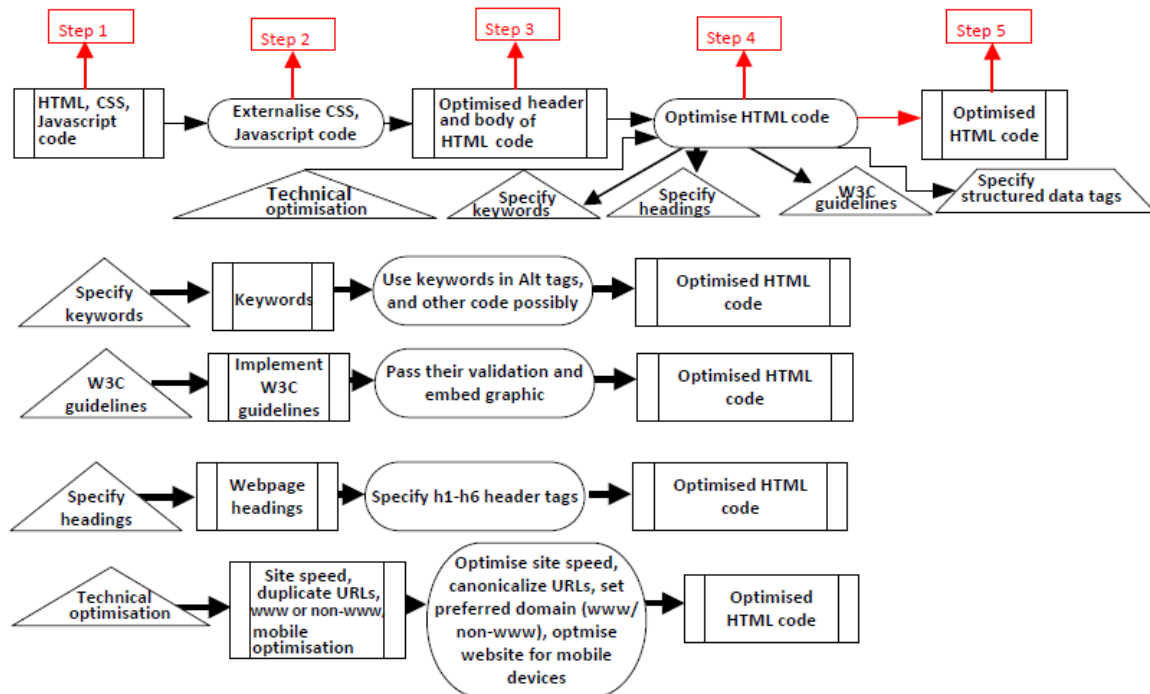 Step 1
Step 2
Step 3
Step 4
Step 5
HTML, CSS,
Javascript
code
Externalise CSS,
Javascript code
Optimised header
and body of
HTML code
Optimise HTML code
Optimised
HTML code
Technical
optimisation
Specify
keywords
Specify
headings
W3C
guidelines
Specify
structured data tags
Specify
keywords
Keywords
Use keywords in Alt tags,
and other code possibly
Optimised HTML
code
W3C
guidelines
Implement
W3C
guidelines
Pass their validation and
embed graphic
Optimised HTML
code
Specify
headings
Webpage
headings
Specify h1-h6 header tags
Optimised HTML
code
Technical
optimisation
Site speed,
duplicate URLs,
www or non-www,
mobile
optimisation
Optimise site speed,
canonicalize URLs, set
preferred domain (www/
non-www), optmise
website for mobile
devices
Optimised
HTML code